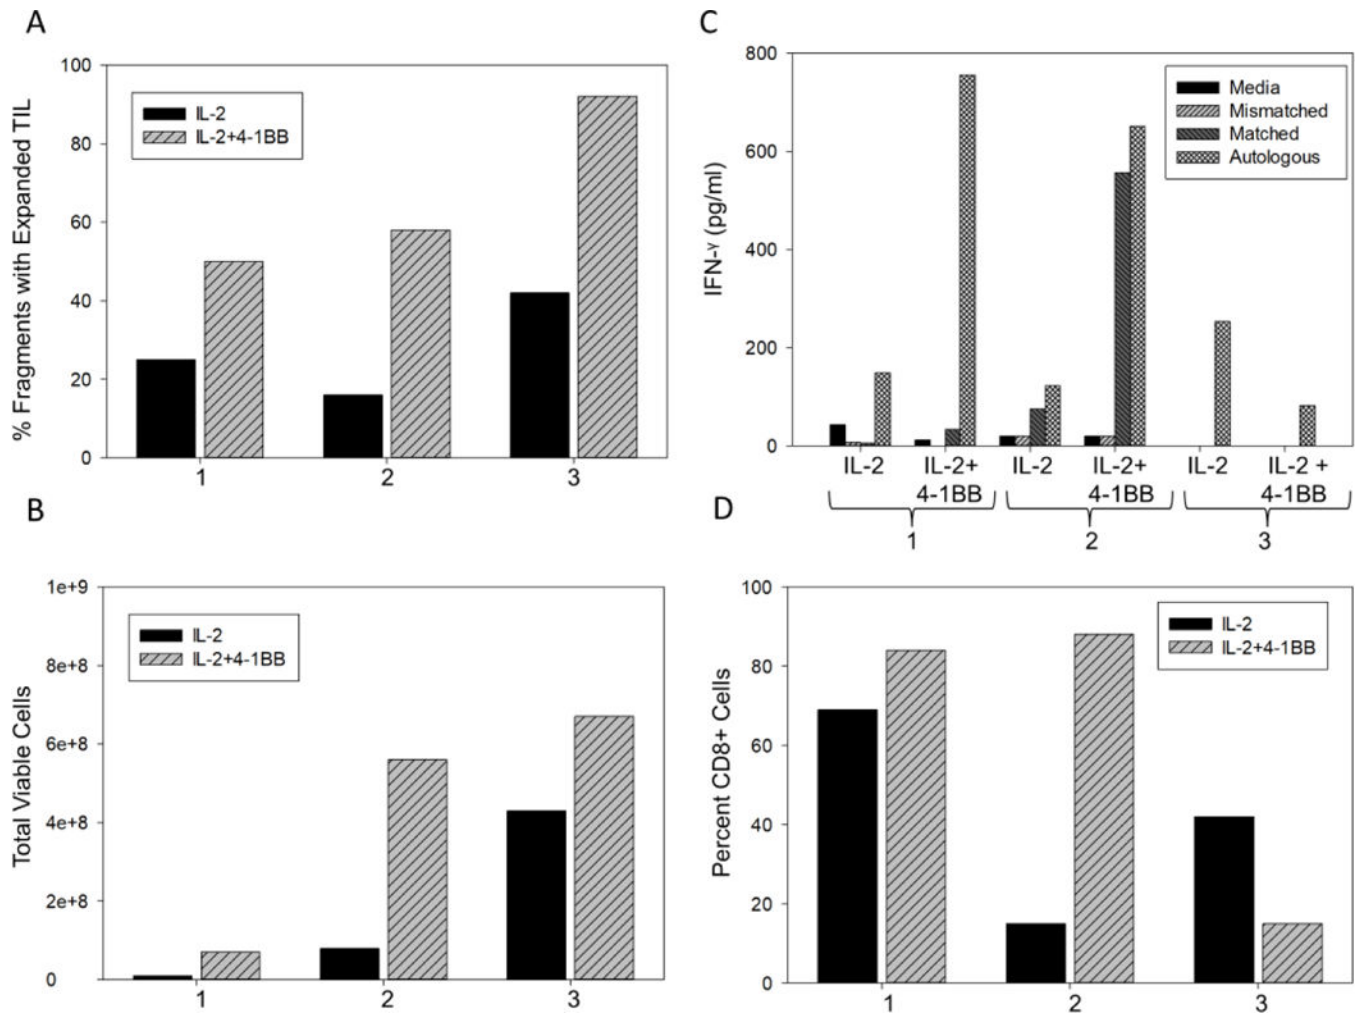 A
% Fragments with Expanded TIL
100
80
60
40
20
0
IL-2
IL-2+4-1BB
1
2
3
C
IFN-γ (pg/ml)
800
600
400
200
0
Media
Mismatched
Matched
Autologous
IL-2
IL-2+
4-1BB
IL-2
IL-2+
4-1BB
IL-2
IL-2 +
4-1BB
1
2
3
B
Total Viable Cells
1e+9
8e+8
6e+8
4e+8
2e+8
0
IL-2
IL-2+4-1BB
1
2
3
D
Percent CD8+ Cells
100
80
60
40
20
0
IL-2
IL-2+4-1BB
1
2
3